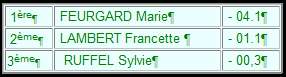 1ère¶ FEURGARD Marie¶ - 04.1¶
2ème¶ LAMBERT Francette ¶ - 01.1¶
3ème¶ RUFFEL Sylvie¶ - 00,3¶